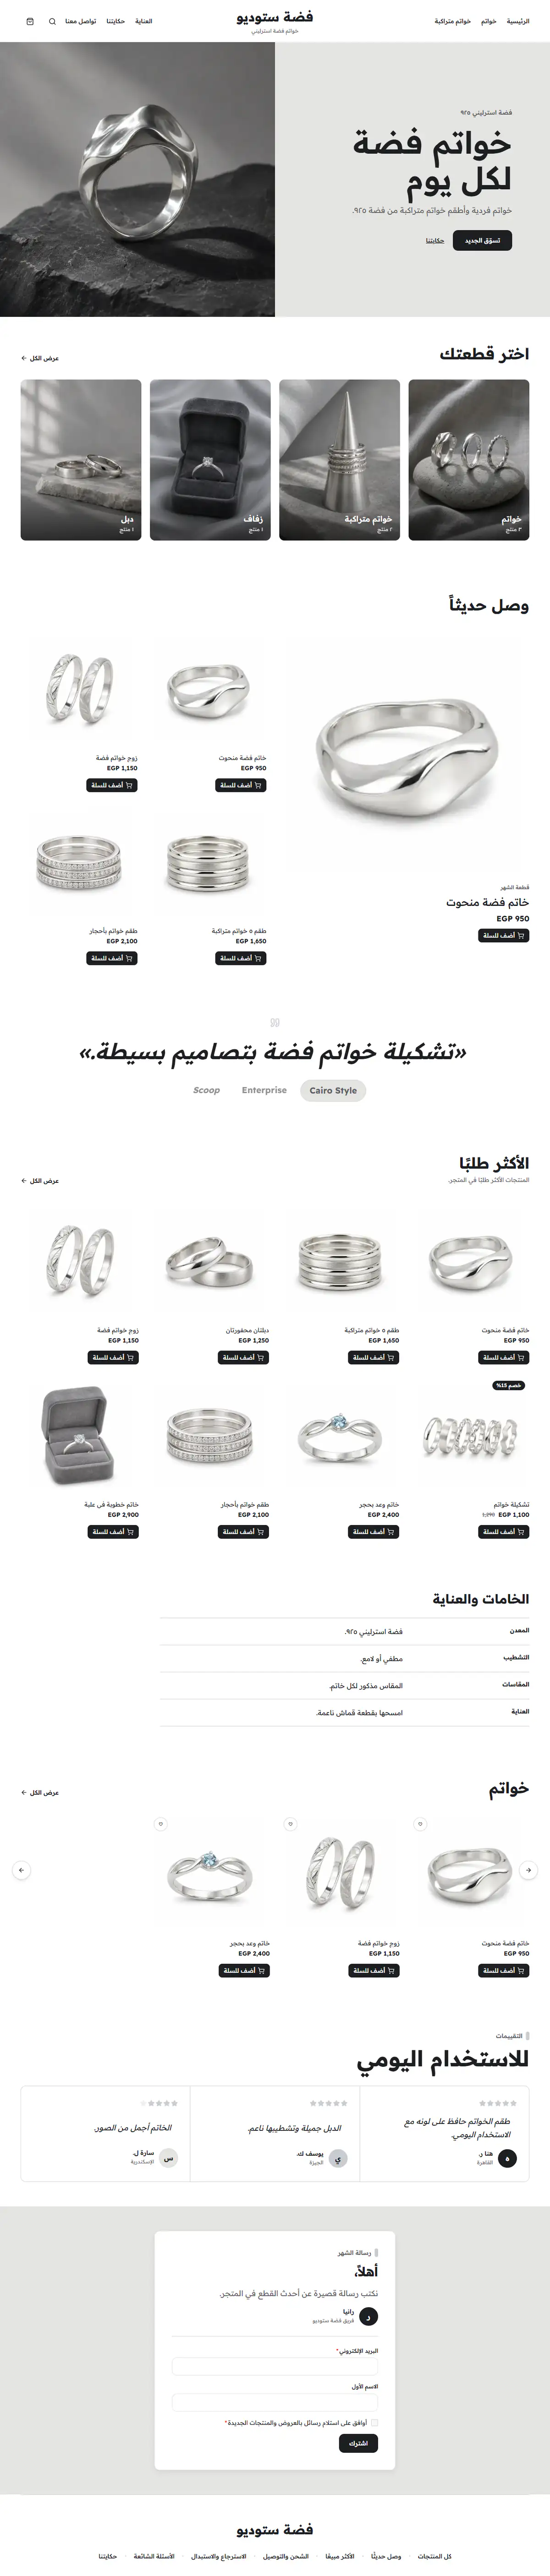 الرئيسية
خواتم
خواتم متراكبة
فضة ستوديو
خواتم فضة استرليني
العناية
حكايتنا
تواصل معنا
فضة استرليني ٩٢٥
خواتم فضة
لكل يوم
خواتم فردية وأطقم خواتم متراكبة من فضة ٩٢٥.
تسوّق الجديد
حكايتنا
اختر قطعتك
عرض الكل
خواتم
٣ منتج
خواتم متراكبة
٢ منتج
زفاف
١ منتج
دبل
١ منتج
وصل حديثاً
قطعة الشهر
خاتم فضة منحوت
EGP 950
أضف للسلة
خاتم فضة منحوت
EGP 950
أضف للسلة
زوج خواتم فضة
EGP 1,150
أضف للسلة
طقم ٥ خواتم متراكبة
EGP 1,650
أضف للسلة
طقم خواتم بأحجار
EGP 2,100
أضف للسلة
«تشكيلة خواتم فضة بتصاميم بسيطة.»
Cairo Style
Enterprise
Scoop
الأكثر طلبًا
المنتجات الأكثر طلبًا في المتجر.
عرض الكل
خاتم فضة منحوت
EGP 950
أضف للسلة
طقم ٥ خواتم متراكبة
EGP 1,650
أضف للسلة
دبلتان محفورتان
EGP 1,250
أضف للسلة
زوج خواتم فضة
EGP 1,150
أضف للسلة
خصم 15%
تشكيلة خواتم
EGP 1,100 1,290
أضف للسلة
خاتم وعد بحجر
EGP 2,400
أضف للسلة
طقم خواتم بأحجار
EGP 2,100
أضف للسلة
خاتم خطوبة في علبة
EGP 2,900
أضف للسلة
الخامات والعناية
المعدن
فضة استرليني ٩٢٥.
التشطيب
مطفي أو لامع.
المقاسات
المقاس مذكور لكل خاتم.
العناية
امسحها بقطعة قماش ناعمة.
خواتم
عرض الكل
خاتم فضة منحوت
EGP 950
أضف للسلة
زوج خواتم فضة
EGP 1,150
أضف للسلة
خاتم وعد بحجر
EGP 2,400
أضف للسلة
التقييمات
للاستخدام اليومي
طقم الخواتم حافظ على لونه مع
الاستخدام اليومي.
ه
هنا ر.
القاهرة
الدبل جميلة وتشطيبها ناعم.
ي
يوسف ك.
الجيزة
الخاتم أجمل من الصور.
س
سارة ل.
الإسكندرية
رسالة الشهر
أهلاً،
نكتب رسالة قصيرة عن أحدث القطع في المتجر.
ر
رانيا
فريق فضة ستوديو
البريد الإلكتروني*
الاسم الأول
أوافق على استلام رسائل بالعروض والمنتجات الجديدة*
اشترك
فضة ستوديو
كل المنتجات
وصل حديثًا
الأكثر مبيعًا
الشحن والتوصيل
الاسترجاع والاستبدال
الأسئلة الشائعة
حكايتنا